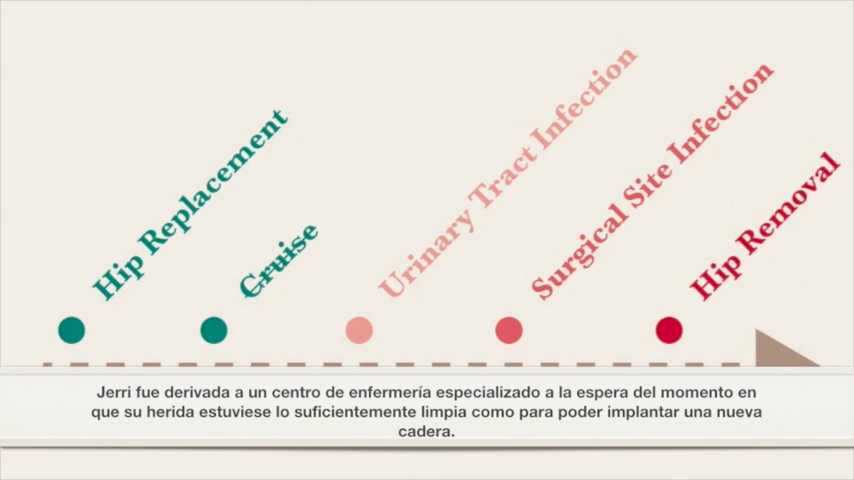 Hip Replacement
Cruise
Urinary Tract Infection
Surgical Site Infection
Hip Removal
Jerri fue derivada a un centro de enfermería especializado a la espera del momento en
que su herida estuviese lo suficientemente limpia como para poder implantar una nueva
cadera.